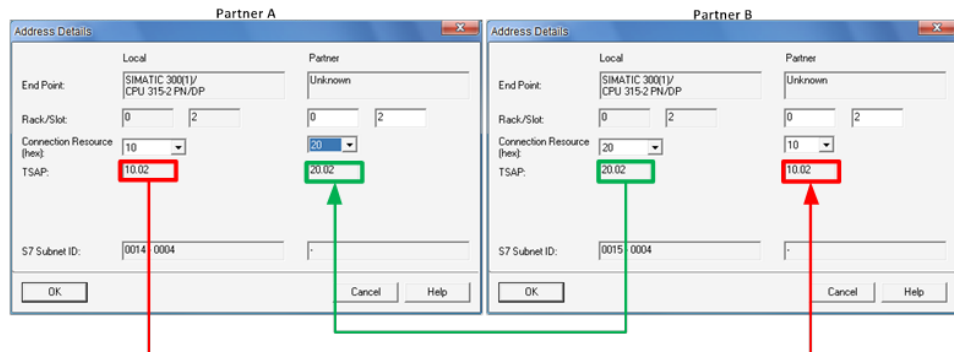 Partner A
Address Details
Local Partner
End Point: SIMATIC 300(1)/ Unknown
CPU 315-2 PN/DP
Rack/Slot: 0 2 0 2
Connection Resource
(hex): 10 20
TSAP: 10.02 20.02
S7 Subnet ID: 0014 - 0004 -
OK Cancel Help
Partner B
Address Details
Local Partner
End Point: SIMATIC 300(1)/ Unknown
CPU 315-2 PN/DP
Rack/Slot: 0 2 0 2
Connection Resource
(hex): 20 10
TSAP: 20.02 10.02
S7 Subnet ID: 0015 - 0004 -
OK Cancel Help